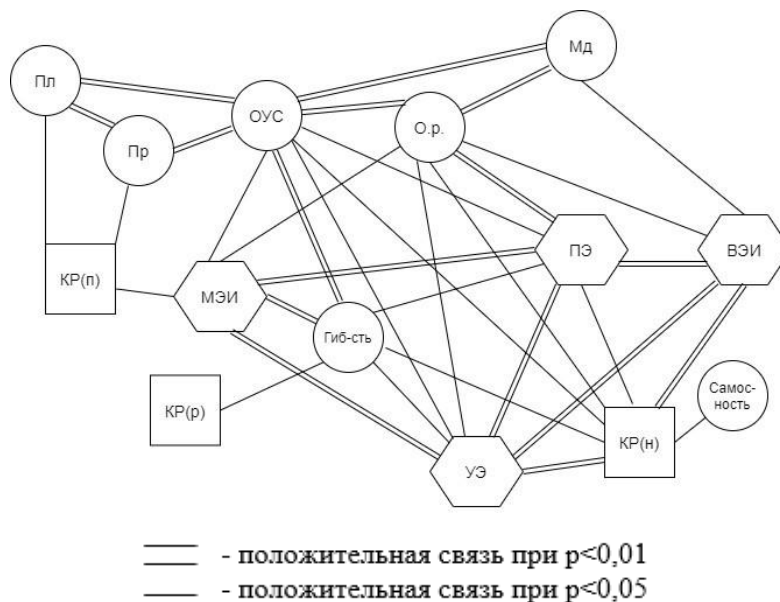 Мд
Пл
ОУС
О.р.
Пр
ПЭ
ВЭИ
КР(п)
МЭИ
Гиб-сть
Самос-
ность
КР(р)
КР(н)
УЭ
- положительная связь при p<0,01
- положительная связь при p<0,05